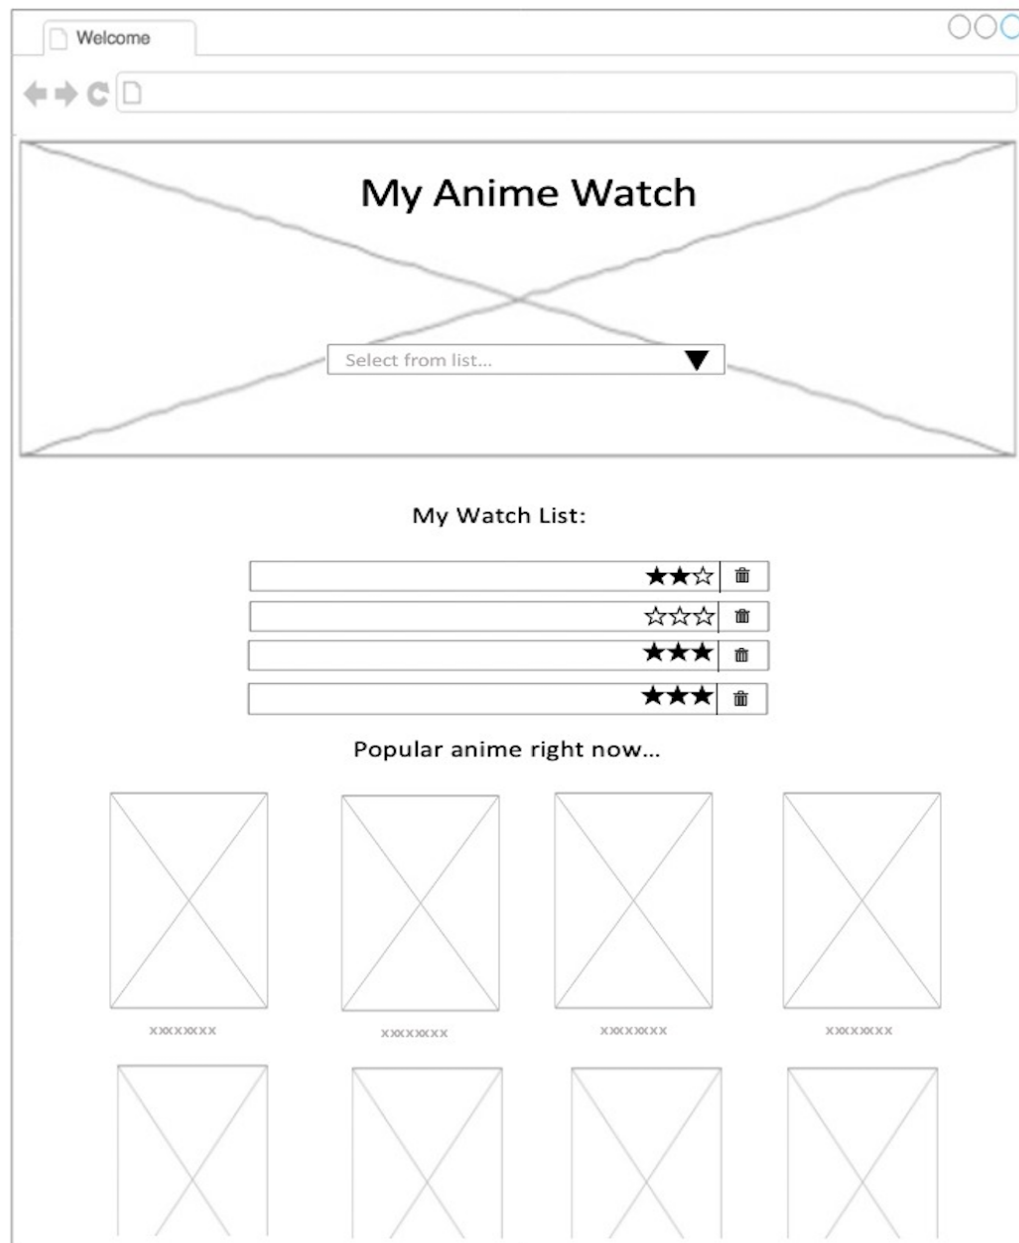 Welcome
My Anime Watch
Select from list...
My Watch List:
Popular anime right now...
xxxxxxxx
xxxxxxxx
xxxxxxxx
xxxxxxxx